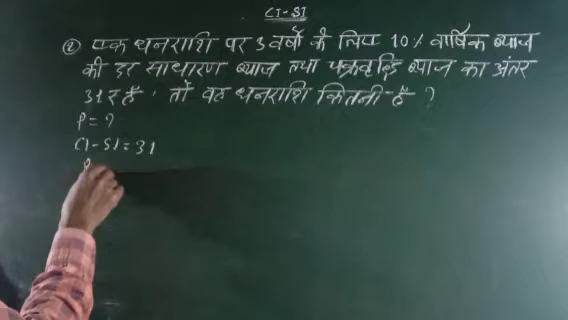 CI-SI
(2) एक धनराशि पर 3 वर्षों के लिए 10% वार्षिक ब्याज
की दर साधारण ब्याज तथा चक्रवृद्धि ब्याज का अंतर
31 र है । तो वह धनराशि कितनी है ?
P = ?
CI-SI = 31